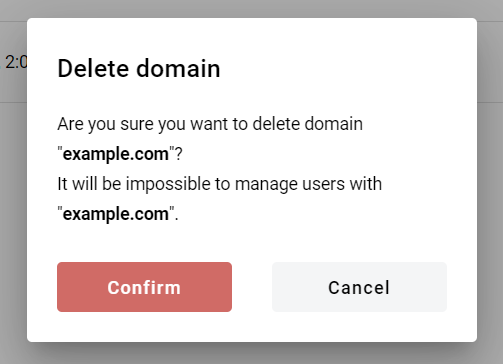 2:0
Delete domain
Are you sure you want to delete domain
"example.com"?
It will be impossible to manage users with
"example.com".
Confirm
Cancel